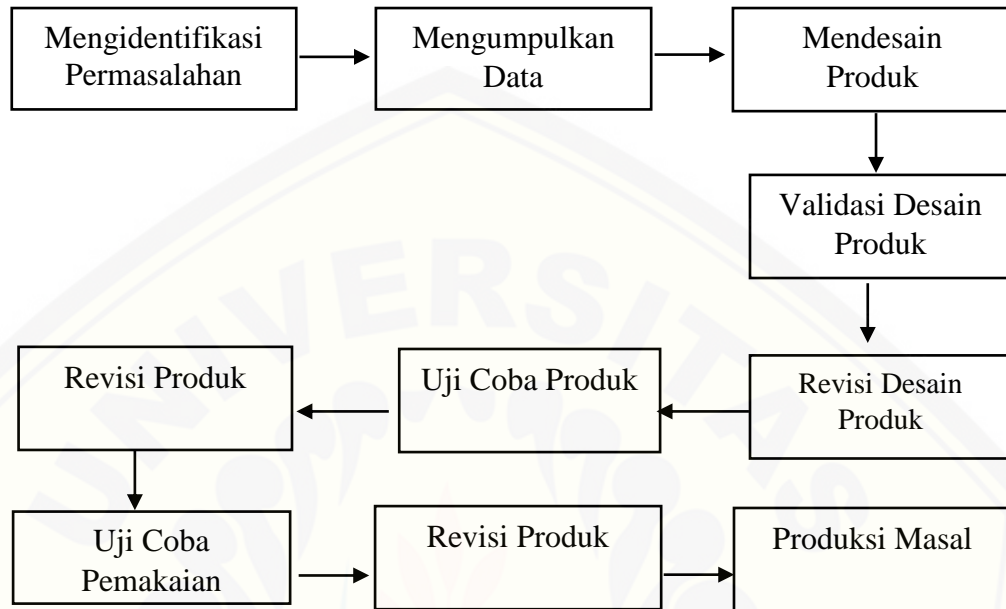 Mengidentifikasi
Permasalahan
Mengumpulkan
Data
Mendesain
Produk
Validasi Desain
Produk
Revisi Desain
Produk
Uji Coba Produk
Revisi Produk
Uji Coba
Pemakaian
Revisi Produk
Produksi Masal
UNIVERSITAS